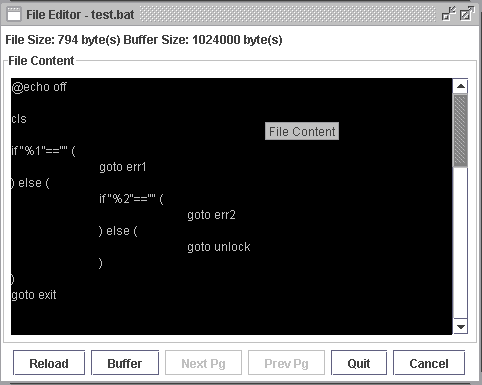 File Editor - test.bat
File Size: 794 byte(s) Buffer Size: 1024000 byte(s)
File Content
@echo off
cls
File Content
if "%1"=="" (
goto err1
) else (
if "%2"=="" (
goto err2
) else (
goto unlock
)
)
goto exit
Reload Buffer Next Pg Prev Pg Quit Cancel